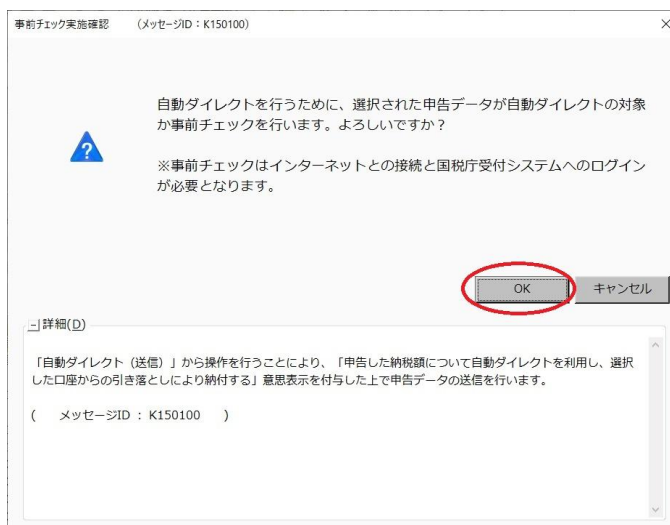 事前チェック実施確認　　（メッセージID：K150100）
自動ダイレクトを行うために、選択された申告データが自動ダイレクトの対象
か事前チェックを行います。よろしいですか？
※事前チェックはインターネットとの接続と国税庁受付システムへのログイン
が必要となります。
OK
キャンセル
詳細(D)
「自動ダイレクト（送信）」から操作を行うことにより、「申告した納税額について自動ダイレクトを利用し、選択
した口座からの引き落としにより納付する」意思表示を付与した上で申告データの送信を行います。
(　　メッセージID : K150100　　)